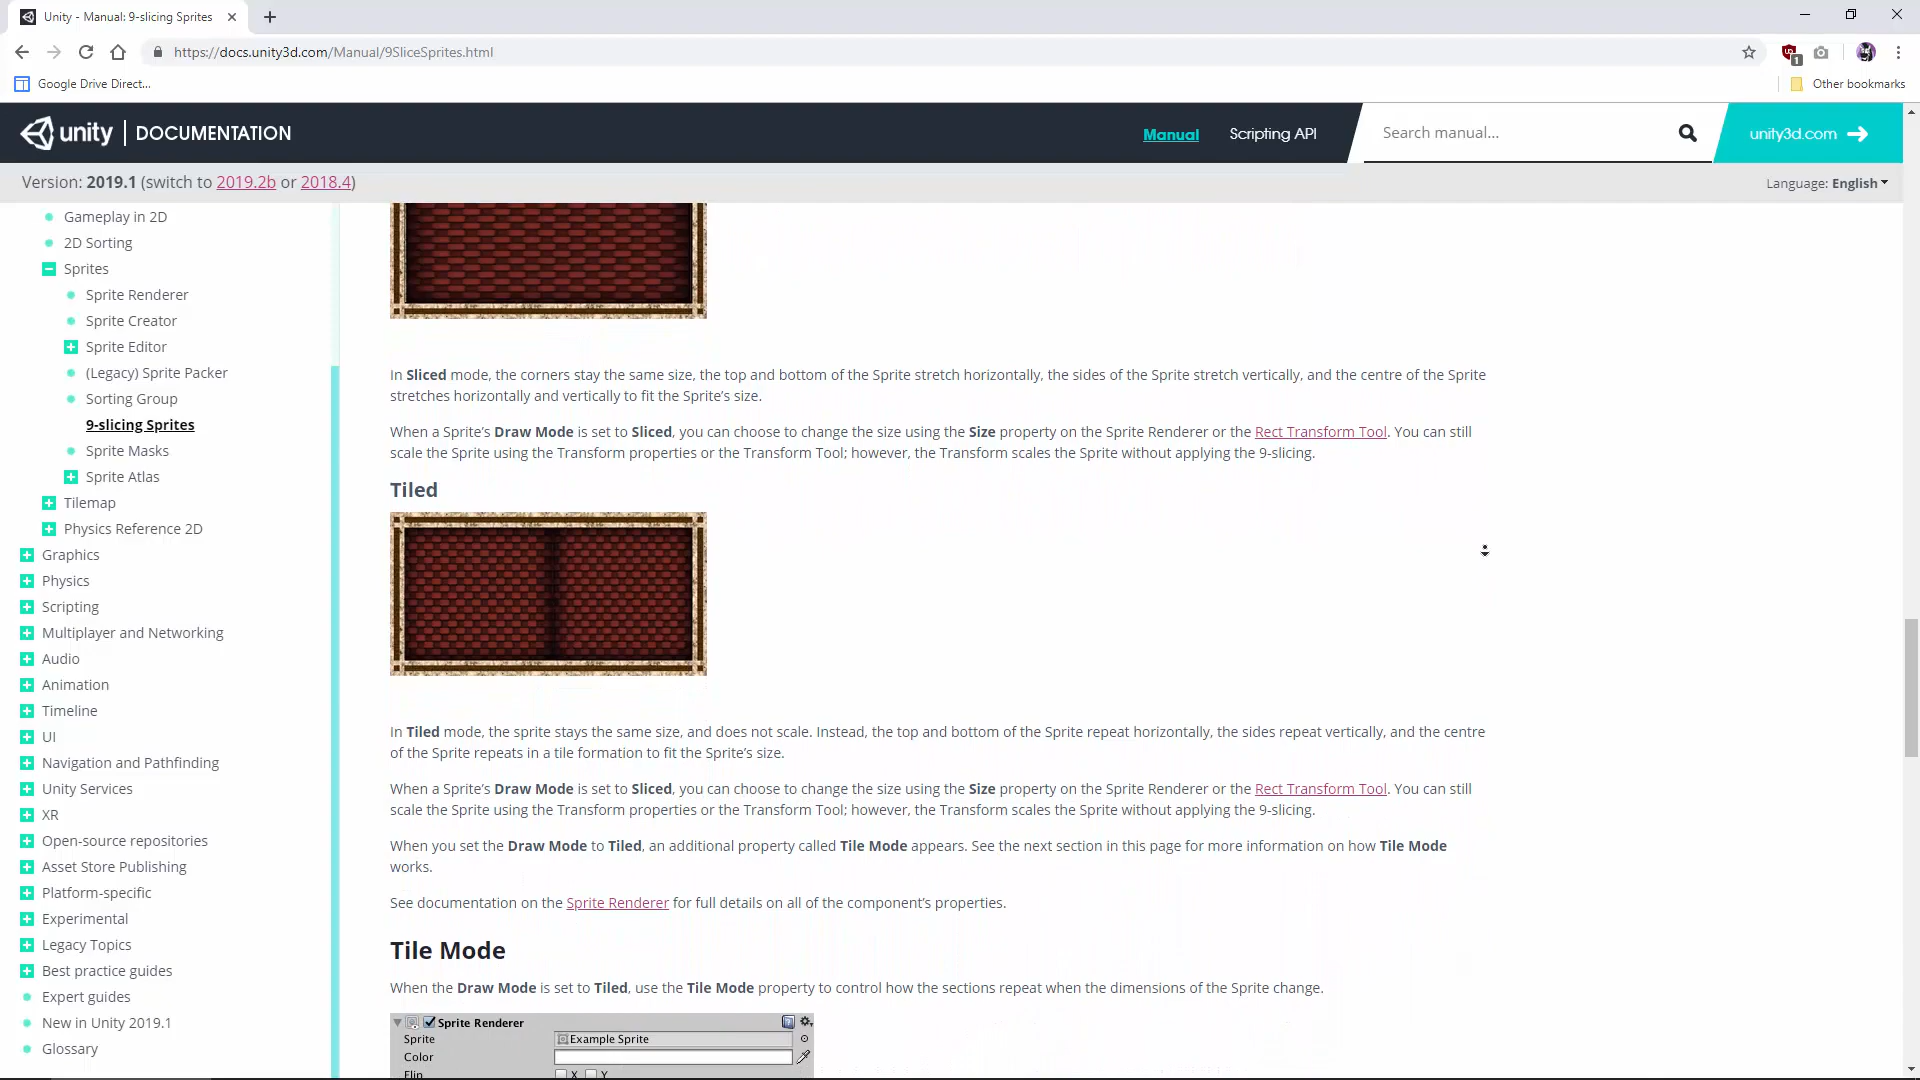 Unity - Manual: 9-slicing Sprites
https://docs.unity3d.com/Manual/9SliceSprites.html
1
Google Drive Direct...
Other bookmarks
unity | DOCUMENTATION
Manual
Scripting API
Search manual...
unity3d.com
Version: 2019.1 (switch to 2019.2b or 2018.4)
Language: English
Gameplay in 2D
2D Sorting
Sprites
Sprite Renderer
Sprite Creator
Sprite Editor
(Legacy) Sprite Packer
Sorting Group
9-slicing Sprites
Sprite Masks
Sprite Atlas
Tilemap
Physics Reference 2D
Graphics
Physics
Scripting
Multiplayer and Networking
Audio
Animation
Timeline
UI
Navigation and Pathfinding
Unity Services
XR
Open-source repositories
Asset Store Publishing
Platform-specific
Experimental
Legacy Topics
Best practice guides
Expert guides
New in Unity 2019.1
Glossary
In Sliced mode, the corners stay the same size, the top and bottom of the Sprite stretch horizontally, the sides of the Sprite stretch vertically, and the centre of the Sprite
stretches horizontally and vertically to fit the Sprite's size.
When a Sprite's Draw Mode is set to Sliced, you can choose to change the size using the Size property on the Sprite Renderer or the Rect Transform Tool. You can still
scale the Sprite using the Transform properties or the Transform Tool; however, the Transform scales the Sprite without applying the 9-slicing.
Tiled
In Tiled mode, the sprite stays the same size, and does not scale. Instead, the top and bottom of the Sprite repeat horizontally, the sides repeat vertically, and the centre
of the Sprite repeats in a tile formation to fit the Sprite's size.
When a Sprite's Draw Mode is set to Sliced, you can choose to change the size using the Size property on the Sprite Renderer or the Rect Transform Tool. You can still
scale the Sprite using the Transform properties or the Transform Tool; however, the Transform scales the Sprite without applying the 9-slicing.
When you set the Draw Mode to Tiled, an additional property called Tile Mode appears. See the next section in this page for more information on how Tile Mode
works.
See documentation on the Sprite Renderer for full details on all of the component's properties.
Tile Mode
When the Draw Mode is set to Tiled, use the Tile Mode property to control how the sections repeat when the dimensions of the Sprite change.
Sprite Renderer
Sprite Example Sprite
Color
Flip X Y